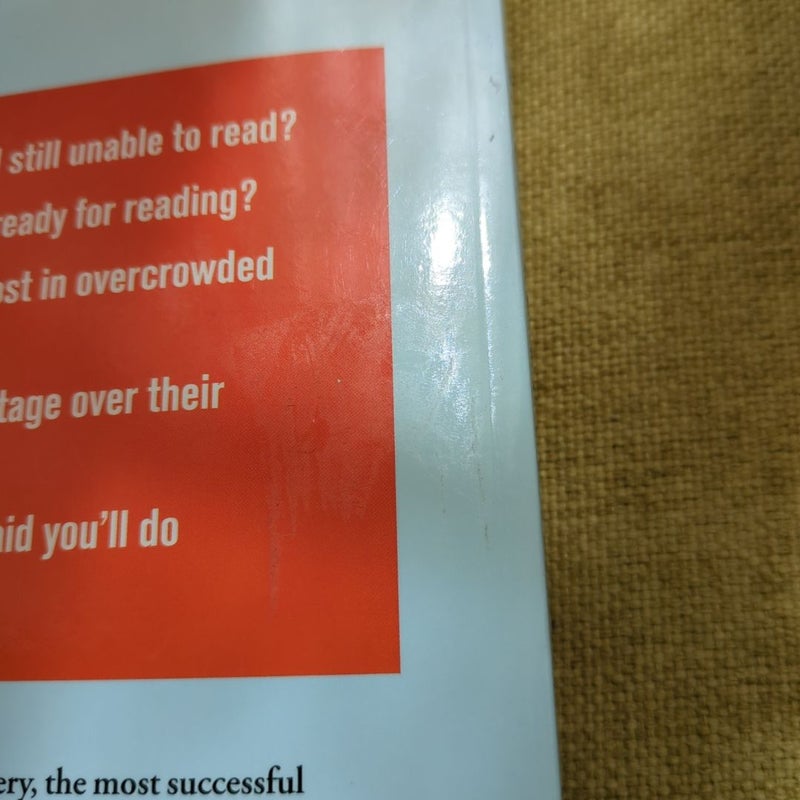 still unable to read?
ready for reading?
ost in overcrowded
tage over their
aid you'll do
ery, the most successful